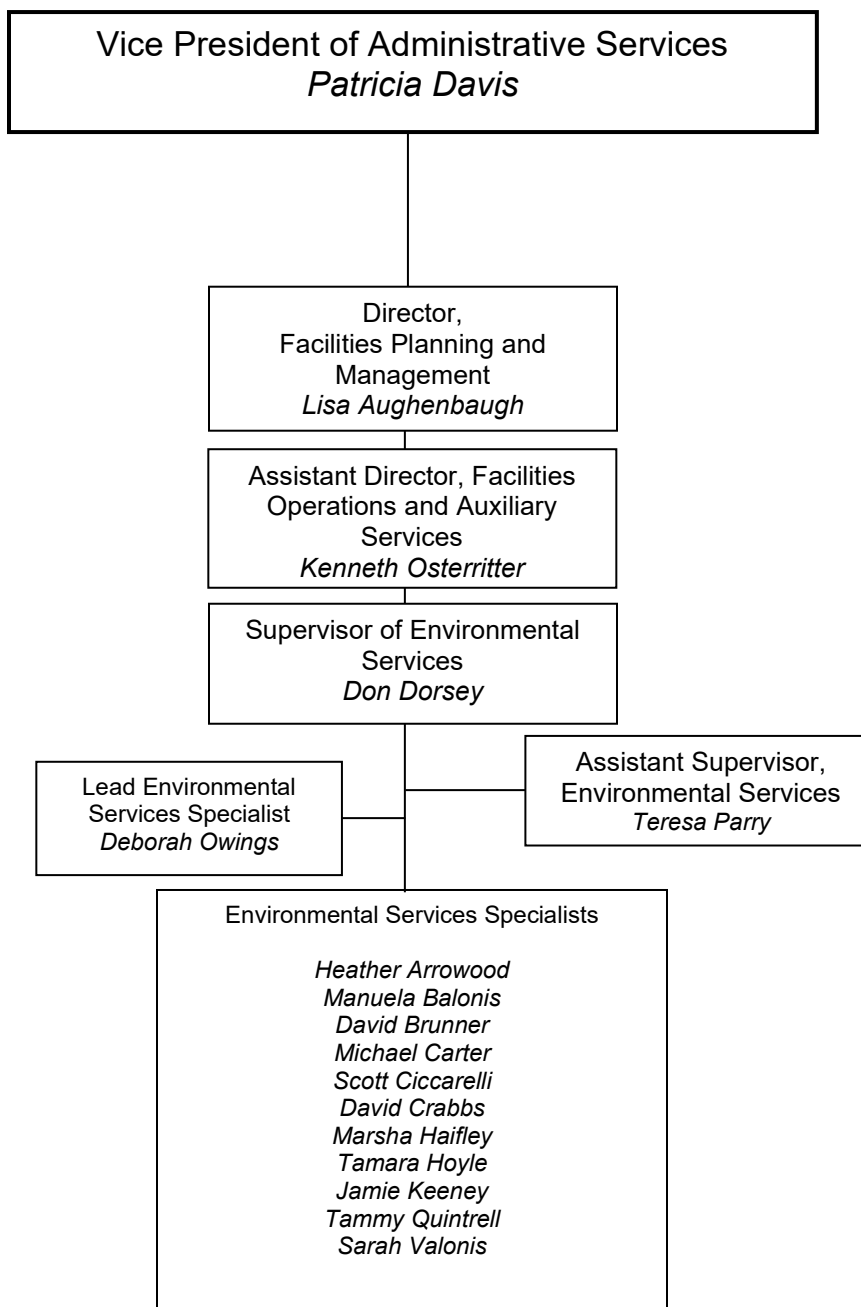 Vice President of Administrative Services
Patricia Davis
Director,
Facilities Planning and
Management
Lisa Aughenbaugh
Assistant Director, Facilities
Operations and Auxiliary
Services
Kenneth Osterritter
Supervisor of Environmental
Services
Don Dorsey
Lead Environmental
Services Specialist
Deborah Owings
Assistant Supervisor,
Environmental Services
Teresa Parry
Environmental Services Specialists
Heather Arrowood
Manuela Balonis
David Brunner
Michael Carter
Scott Ciccarelli
David Crabbs
Marsha Haifley
Tamara Hoyle
Jamie Keeney
Tammy Quintrell
Sarah Valonis